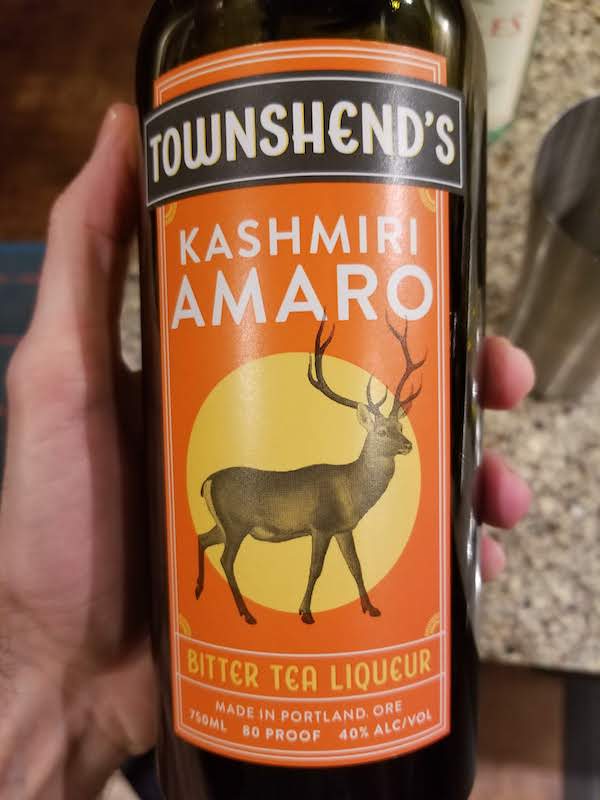 TOWNSHEND'S
KASHMIRI
AMARO
BITTER TEA LIQUEUR
MADE IN PORTLAND, ORE
750ML 80 PROOF 40% ALC/VOL